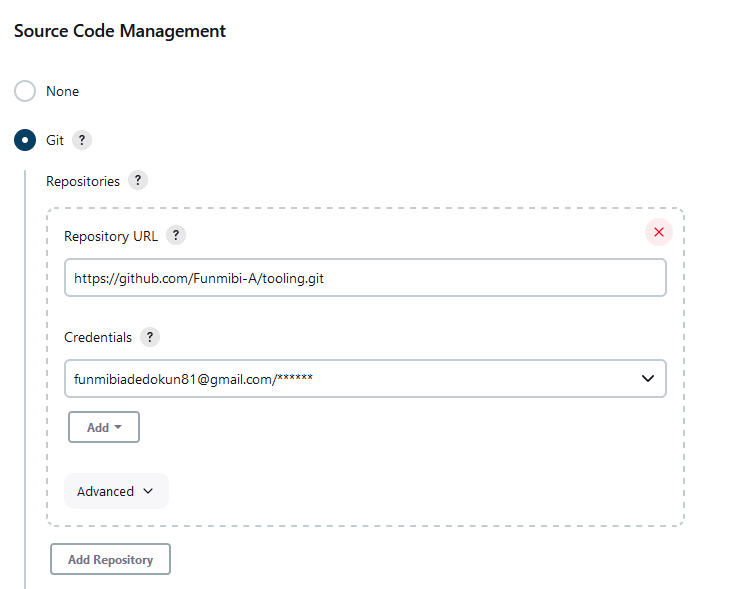 Source Code Management
None
Git ?
Repositories ?
Repository URL ?
https://github.com/Funmibi-A/tooling.git
Credentials ?
funmibiadedokun81@gmail.com/******
Add
Advanced
Add Repository